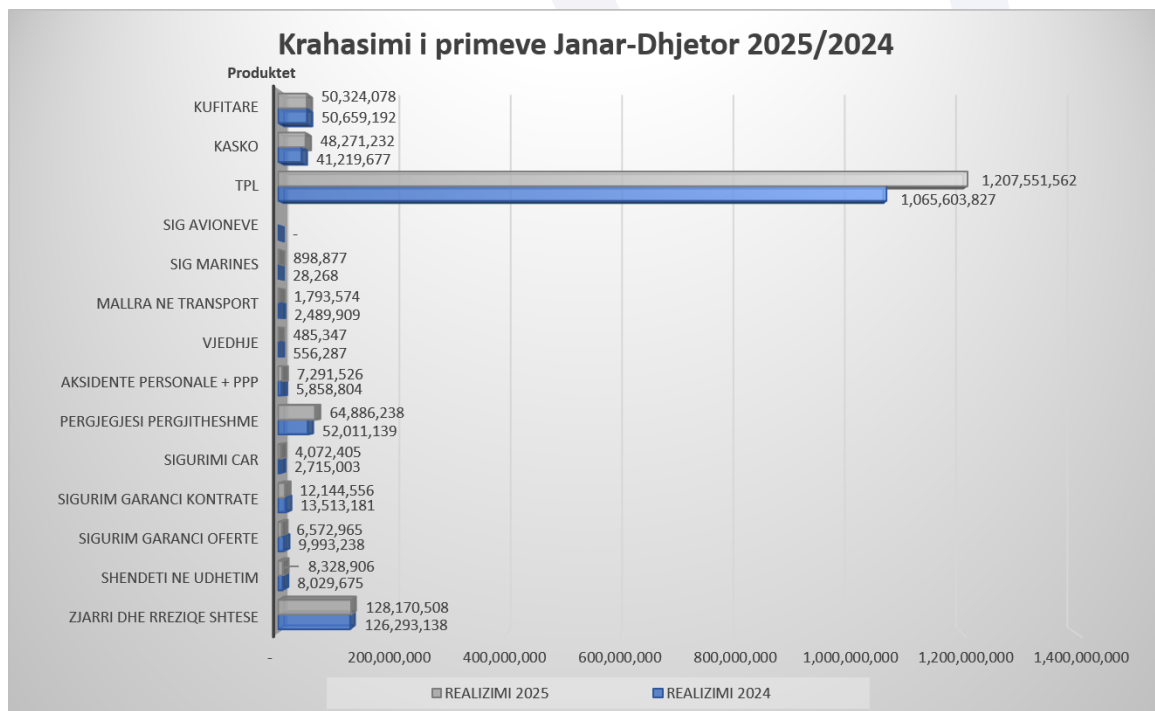 Krahasimi i primeve Janar-Dhjetor 2025/2024
Produktet
KUFITARE
50,324,078
50,659,192
KASKO
48,271,232
41,219,677
TPL
1,207,551,562
1,065,603,827
SIG AVIONEVE
-
SIG MARINES
898,877
28,268
MALLRA NE TRANSPORT
1,793,574
2,489,909
VJEDHJE
485,347
556,287
AKSIDENTE PERSONALE + PPP
7,291,526
5,858,804
PERGJEGJESI PERGJITHESHME
64,886,238
52,011,139
SIGURIMI CAR
4,072,405
2,715,003
SIGURIM GARANCI KONTRATE
12,144,556
13,513,181
SIGURIM GARANCI OFERTE
6,572,965
9,993,238
SHENDETI NE UDHETIM
8,328,906
8,029,675
ZJARRI DHE RREZIQE SHTESE
128,170,508
126,293,138
- 200,000,000 400,000,000 600,000,000 800,000,000 1,000,000,000 1,200,000,000 1,400,000,000
REALIZIMI 2025 REALIZIMI 2024